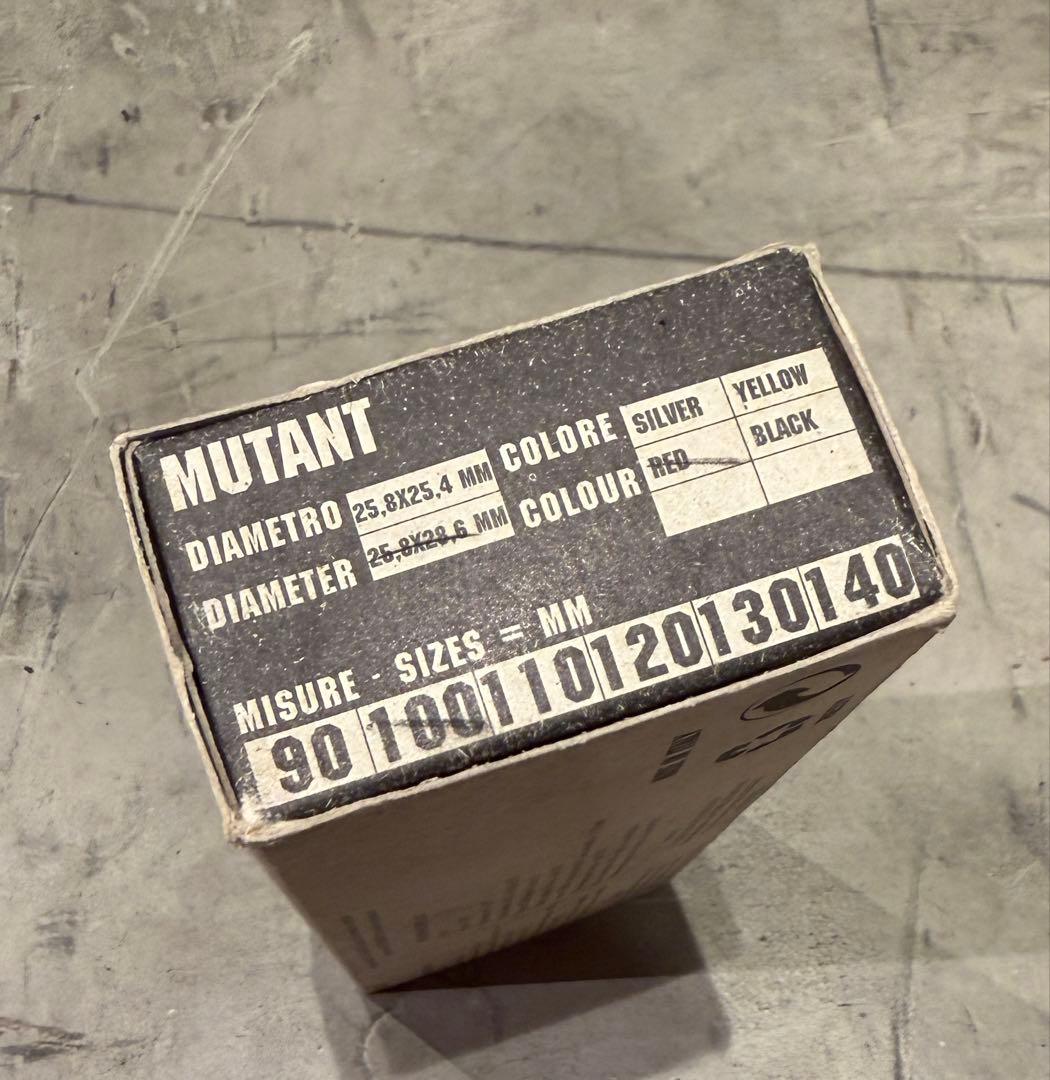 MUTANT
DIAMETRO 25,8X25,4 MM COLORE SILVER YELLOW
DIAMETER 25,8X28,6 MM COLOUR RED BLACK
MISURE - SIZES = MM
90 100 110 120 130 140